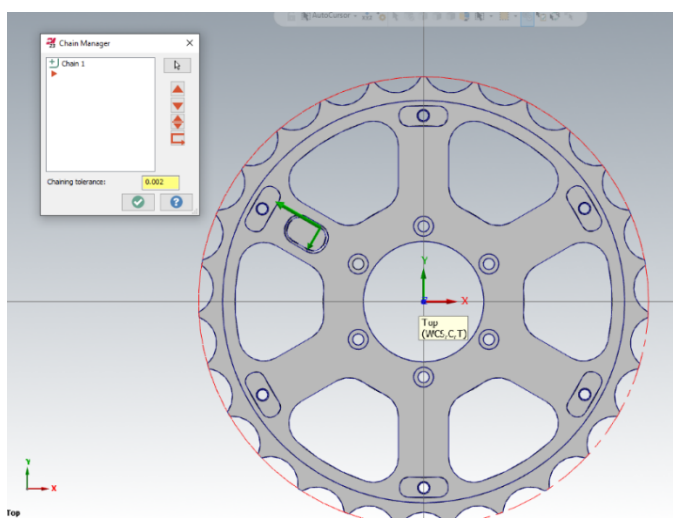 AutoCursor
Chain Manager
Chain 1
Chaining tolerance:
0.002
Y
X
Top
(WCS,C,T)
Y
X
Top